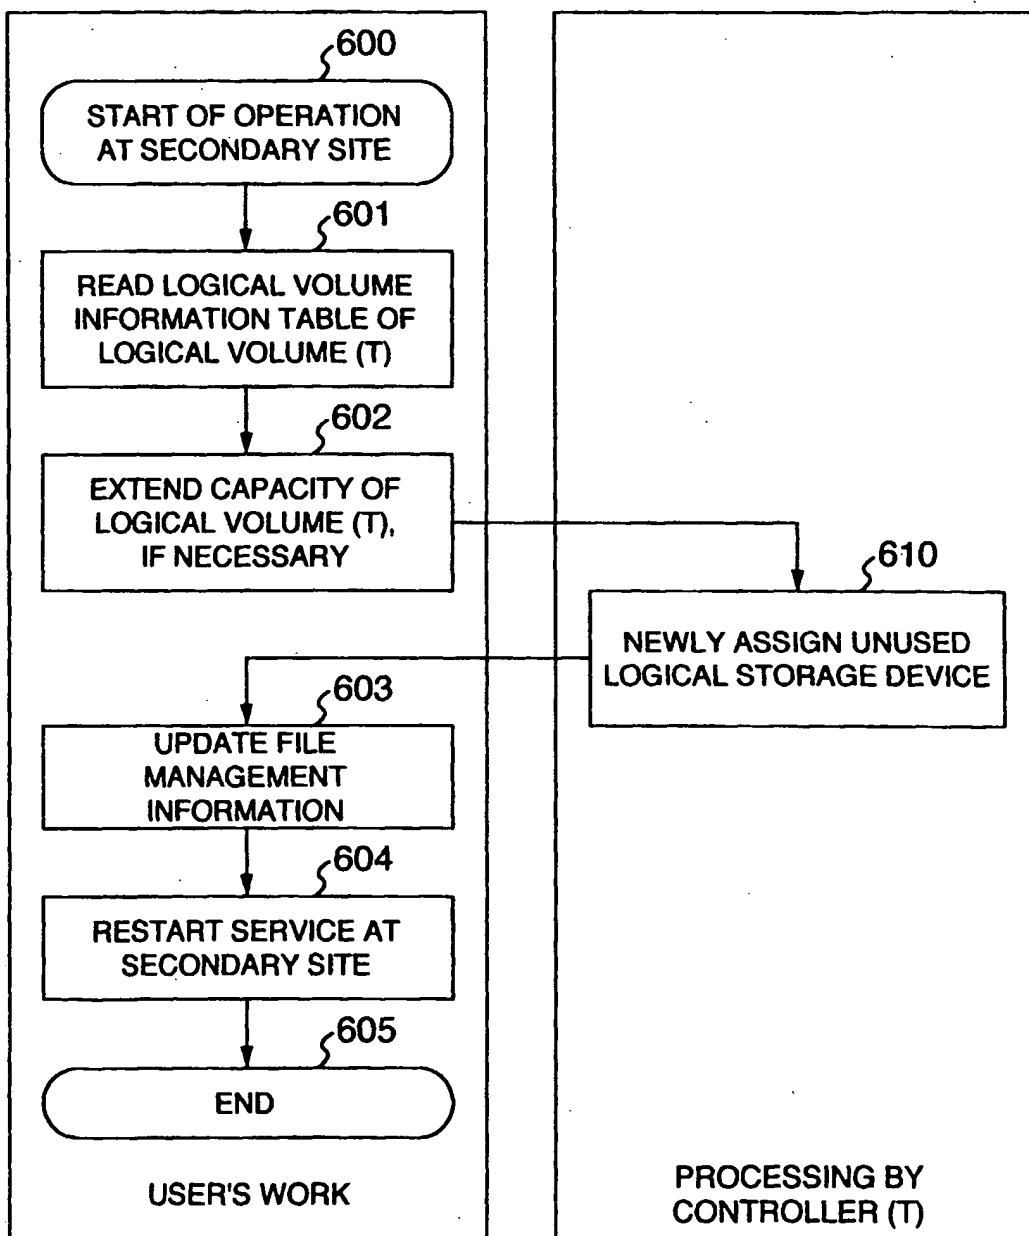 600
START OF OPERATION
AT SECONDARY SITE
601
READ LOGICAL VOLUME
INFORMATION TABLE OF
LOGICAL VOLUME (T)
602
EXTEND CAPACITY OF
LOGICAL VOLUME (T),
IF NECESSARY
610
NEWLY ASSIGN UNUSED
LOGICAL STORAGE DEVICE
603
UPDATE FILE
MANAGEMENT
INFORMATION
604
RESTART SERVICE AT
SECONDARY SITE
605
END
USER'S WORK
PROCESSING BY
CONTROLLER (T)